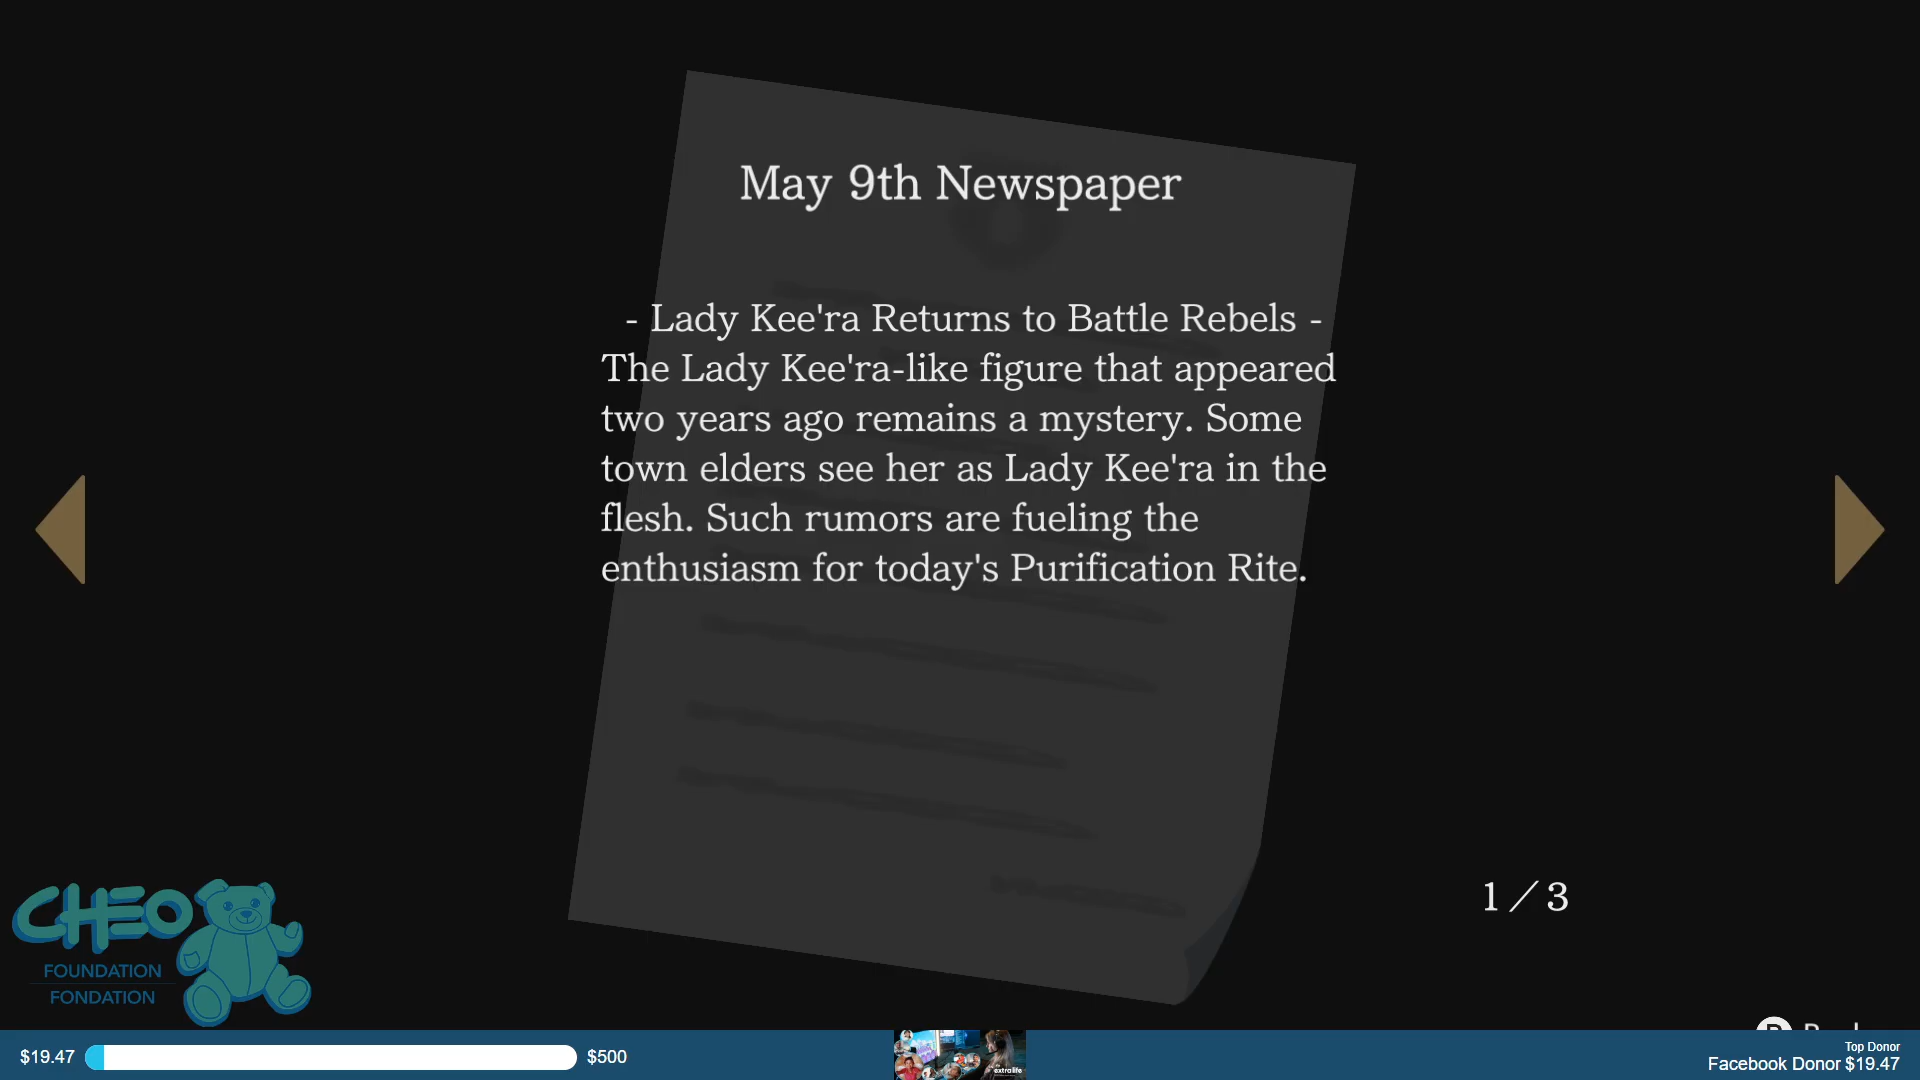 May 9th Newspaper
- Lady Kee'ra Returns to Battle Rebels -
The Lady Kee'ra-like figure that appeared
two years ago remains a mystery. Some
town elders see her as Lady Kee'ra in the
flesh. Such rumors are fueling the
enthusiasm for today's Purification Rite.
1/3
CHEO
FOUNDATION
FONDATION
$19.47
$500
extralife
Top Donor
Facebook Donor $19.47